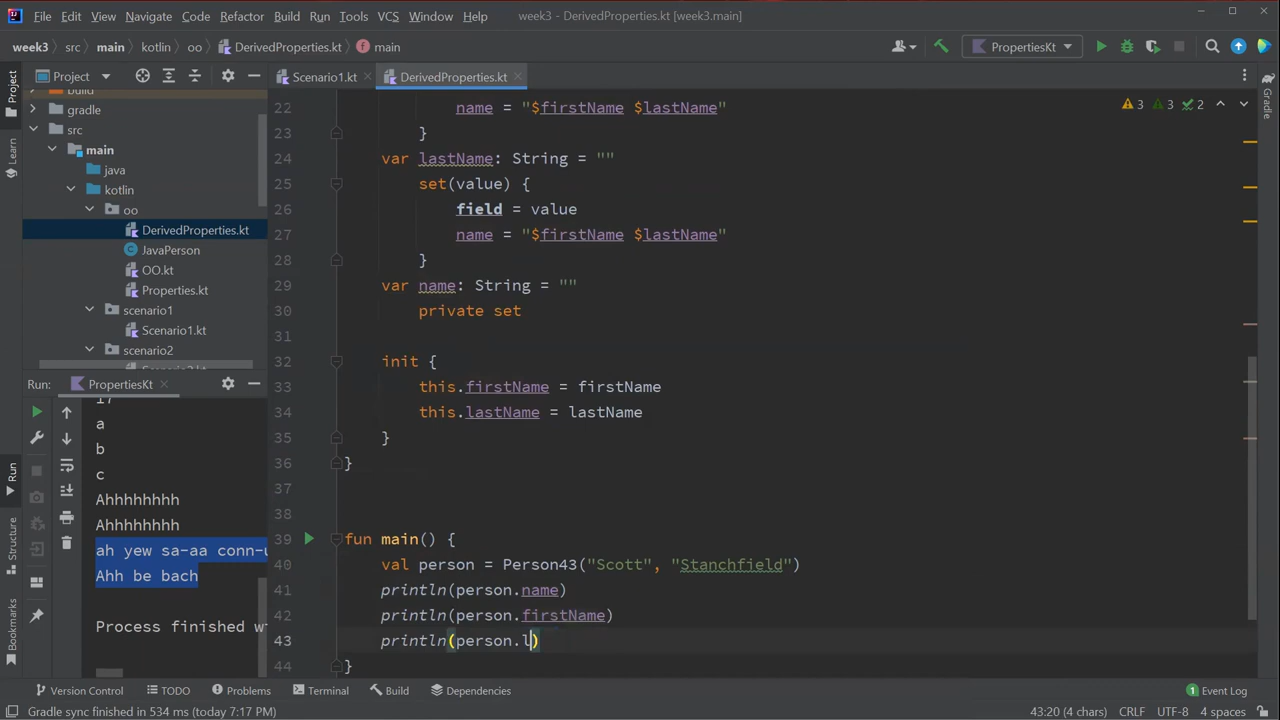 File Edit View Navigate Code Refactor Build Run Tools VCS Window Help week3 - DerivedProperties.kt [week3.main]
week3 src main kotlin oo DerivedProperties.kt main PropertiesKt
Project Scenario1.kt DerivedProperties.kt
build
gradle
src
main
java
kotlin
oo
DerivedProperties.kt
JavaPerson
OO.kt
Properties.kt
scenario1
Scenario1.kt
scenario2
3 3 2
22 name = "$firstName $lastName"
23 }
24 var lastName: String = ""
25 set(value) {
26 field = value
27 name = "$firstName $lastName"
28 }
29 var name: String = ""
30 private set
31
32 init {
33 this.firstName = firstName
34 this.lastName = lastName
35 }
36 }
37
38
39 fun main() {
40 val person = Person43("Scott", "Stanchfield")
41 println(person.name)
42 println(person.firstName)
43 println(person.l)
44 }
Run: PropertiesKt
17
a
b
c
Ahhhhhhhh
Ahhhhhhhh
ah yew sa-aa conn-u
Ahh be bach
Process finished w
Project
Learn
Run
Structure
Bookmarks
Gradle
Version Control TODO Problems Terminal Build Dependencies 1 Event Log
Gradle sync finished in 534 ms (today 7:17 PM) 43:20 (4 chars) CRLF UTF-8 4 spaces